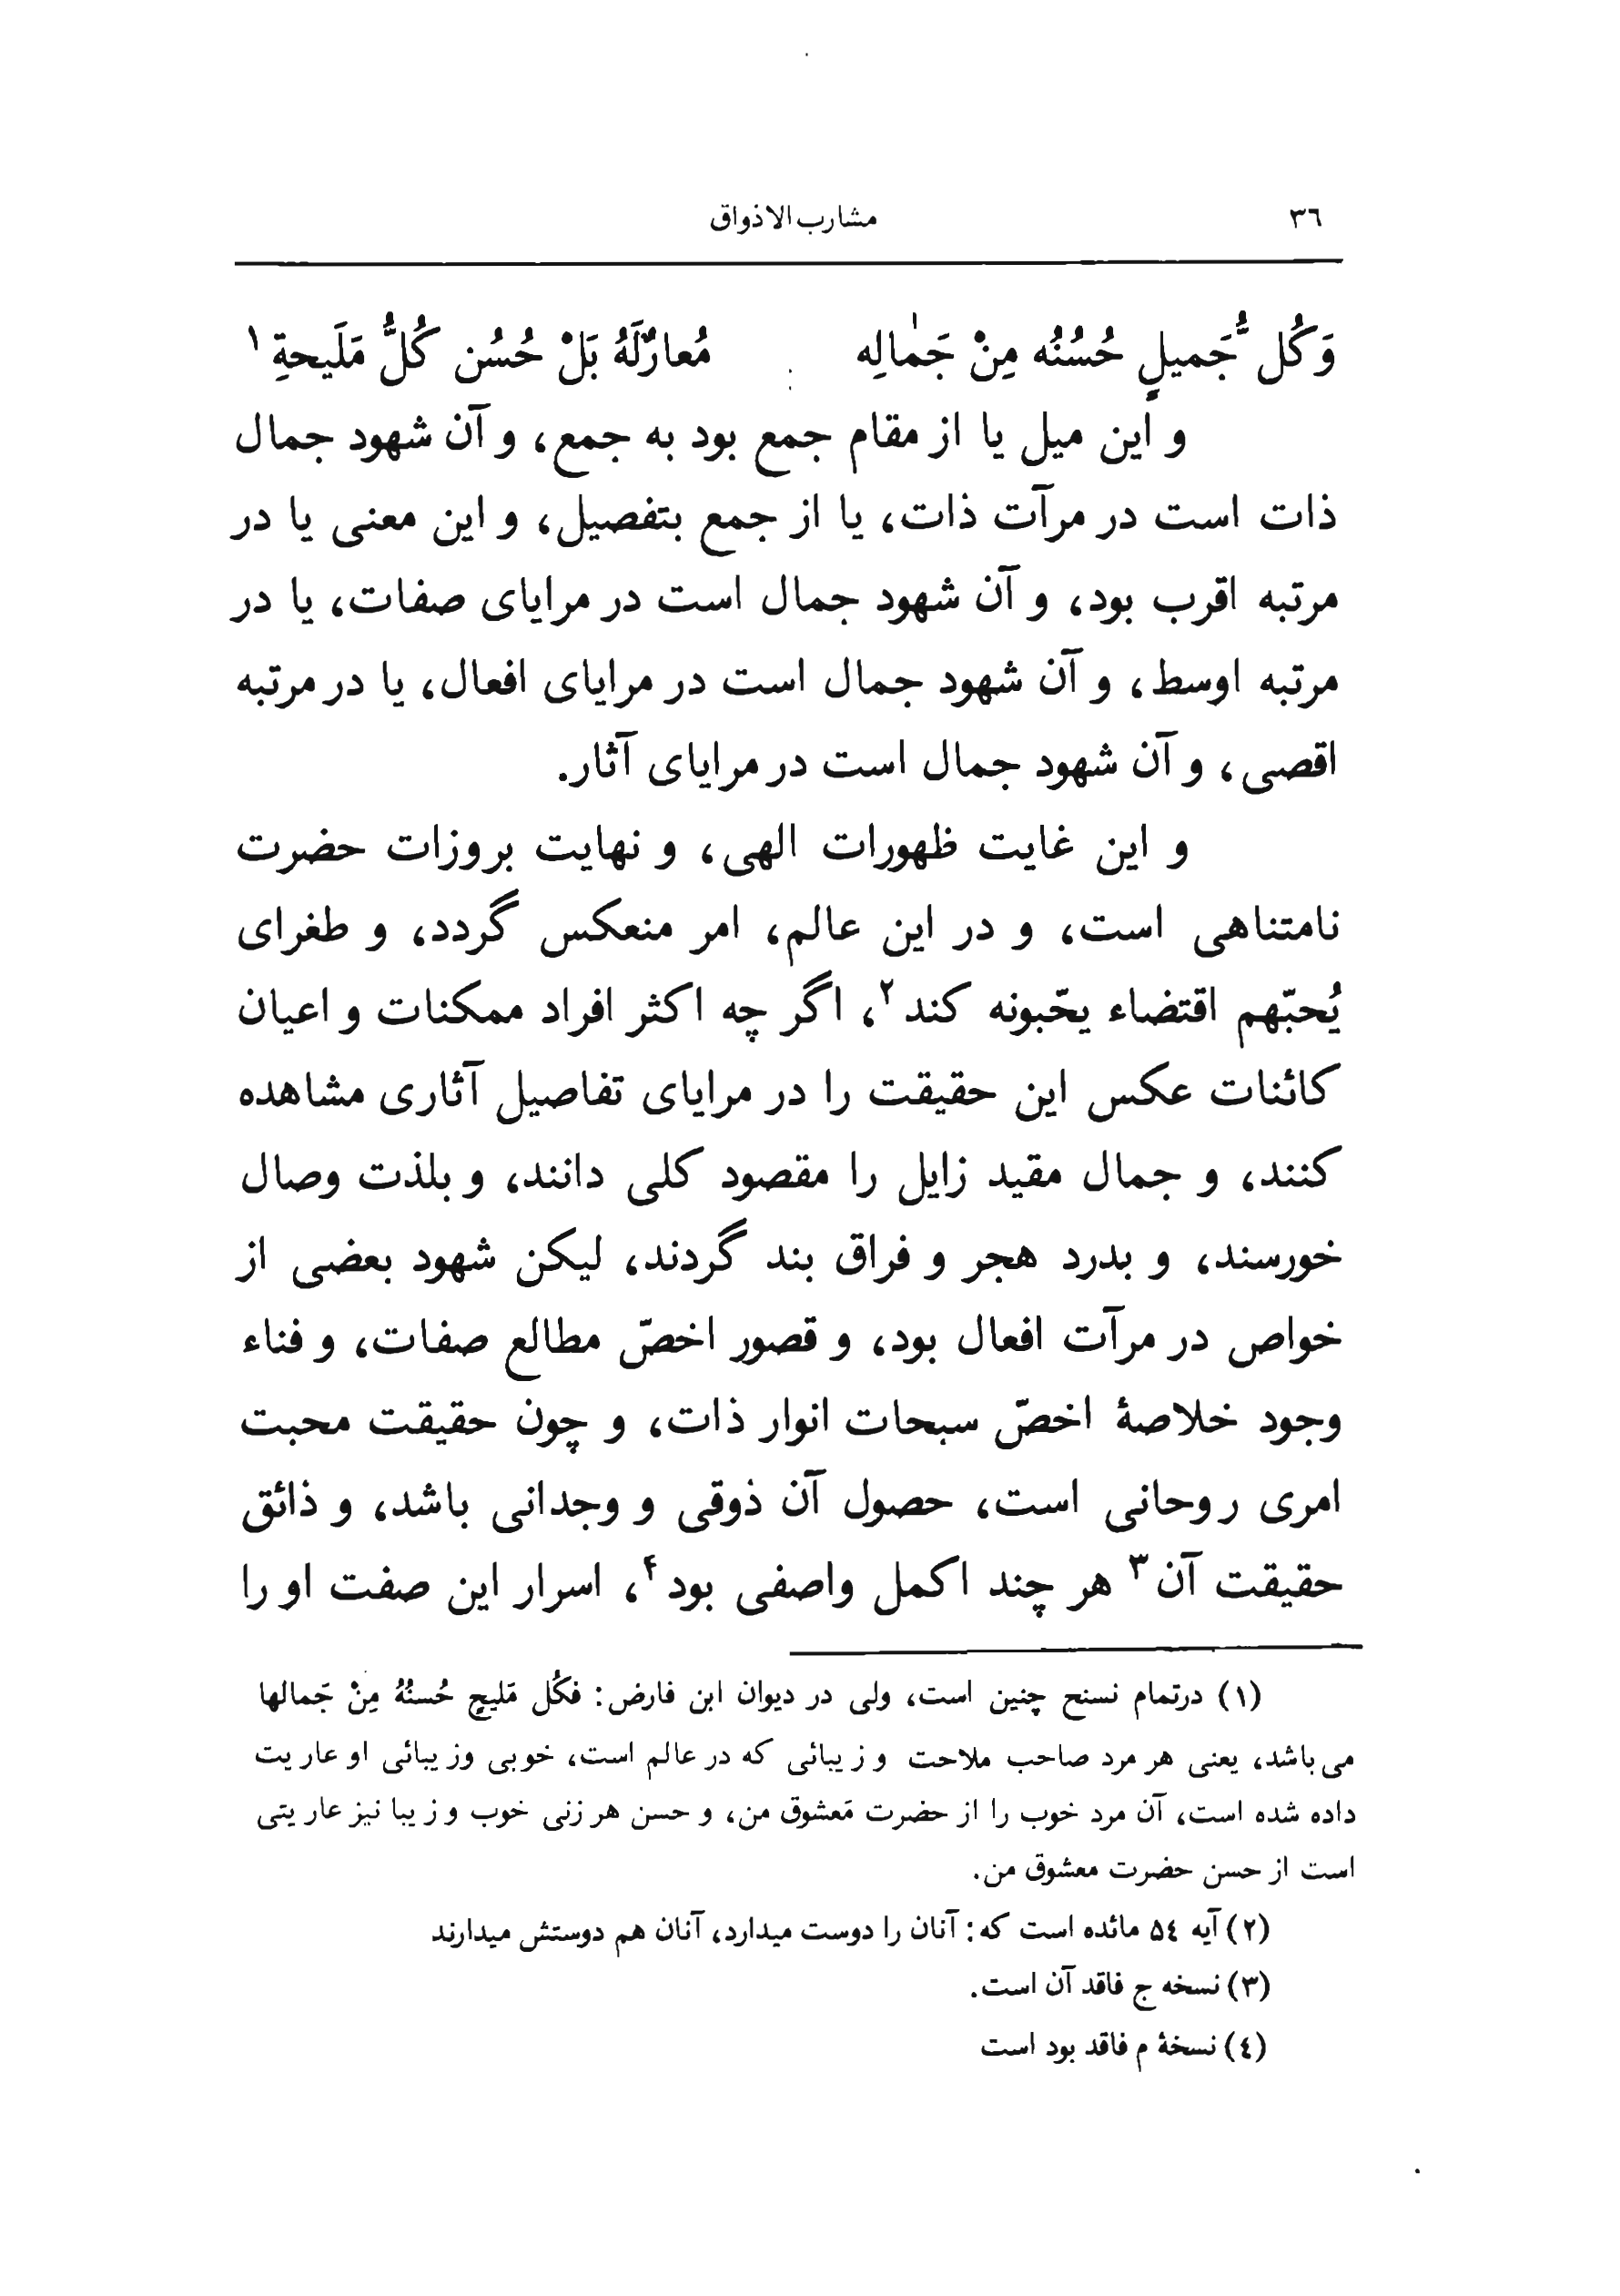 ٣٦ مشارب‌الاذواق
وَكُل ُّجَميلٍ حُسُنُه مِنْ جَمٰالِه مُعارٌلَهُ بَلْ حُسُن كُلُّ مَلَيحةِ ١
و این میل یا از مقام جمع بود به جمع، و آن شهود جمال
ذات است در مرآت ذات، یا از جمع بتفصیل، و این معنی یا در
مرتبه اقرب بود، و آن شهود جمال است در مرایای صفات، یا در
مرتبه اوسط، و آن شهود جمال است در مرایای افعال، یا در مرتبه
اقصی، و آن شهود جمال است در مرایای آثار.
و این غایت ظهورات الهی، و نهایت بروزات حضرت
نامتناهی است، و در این عالم، امر منعکس گردد، و طغرای
یُحبّهم اقتضاء یحّبونه کند ٢، اگر چه اکثر افراد ممکنات و اعیان
کائنات عکس این حقیقت را در مرایای تفاصیل آثاری مشاهده
کنند، و جمال مقید زایل را مقصود کلی دانند، و بلذت وصال
خورسند، و بدرد هجر و فراق بند گردند، لیکن شهود بعضی از
خواص در مرآت افعال بود، و قصور اخصّ مطالع صفات، و فناء
وجود خلاصهٔ اخصّ سبحات انوار ذات، و چون حقیقت محبت
امری روحانی است، حصول آن ذوقی و وجدانی باشد، و ذائق
حقیقت آن ٣ هر چند اکمل واصفی بود ۴، اسرار این صفت او را
(١) درتمام نسنح چنین است، ولی در دیوان ابن فارض: فكُل مَليحٍ حُسنُهُ مِنْ جَمالها
می‌باشد، یعنی هر مرد صاحب ملاحت و زیبائی که در عالم است، خوبی وزیبائی او عاریت
داده شده است، آن مرد خوب را از حضرت مَعشوق من، و حسن هر زنی خوب و زیبا نیز عاریتی
است از حسن حضرت معشوق من.
(٢) آیه ٥٤ مائده است که: آنان را دوست میدارد، آنان هم دوستش میدارند
(٣) نسخه ج فاقد آن است.
(٤) نسخهٔ م فاقد بود است